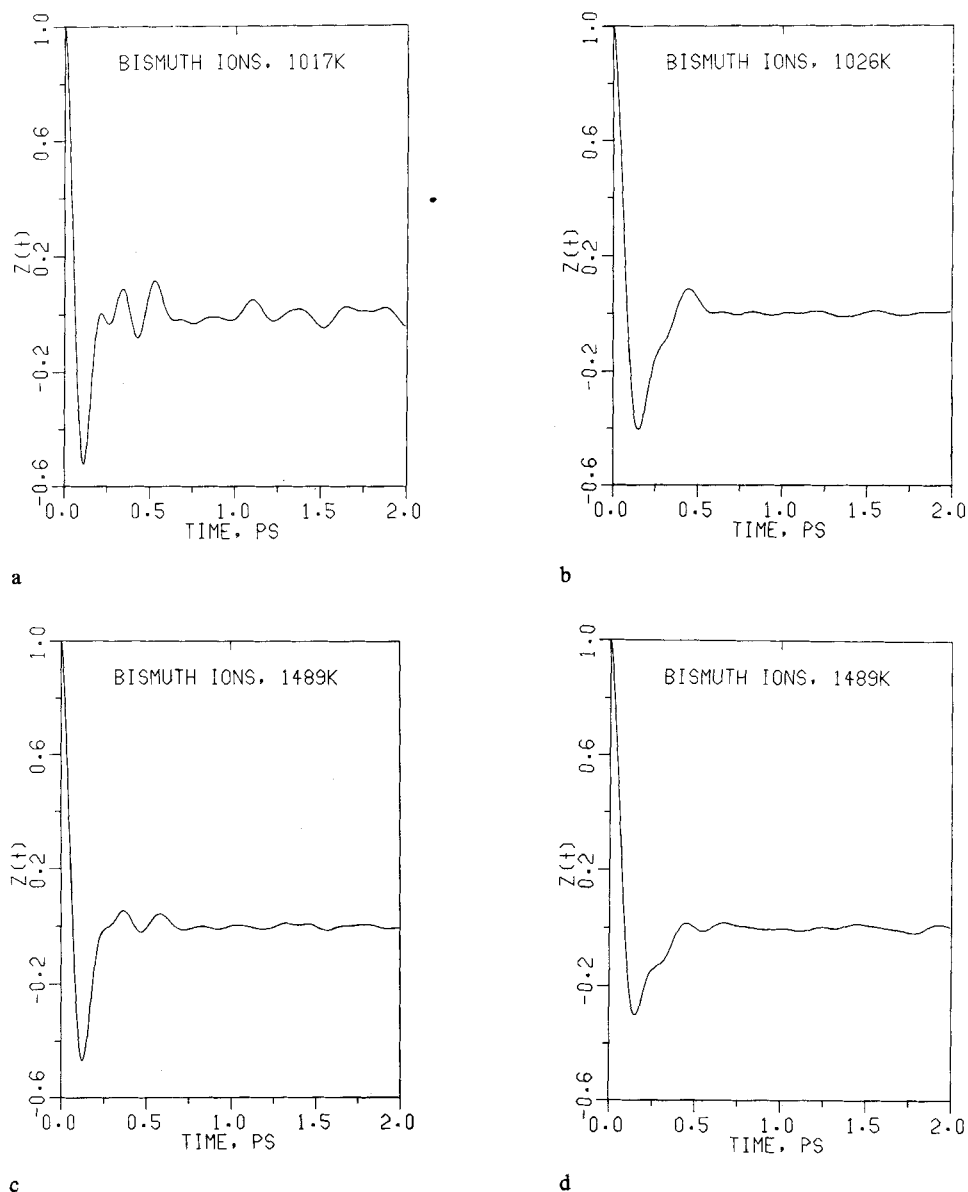 BISMUTH IONS, 1017K
1.0
0.6
0.2
-0.2
-0.6
Z(t)
0.0 0.5 1.0 1.5 2.0
TIME, PS
a
BISMUTH IONS, 1026K
1.0
0.6
0.2
-0.2
-0.6
Z(t)
0.0 0.5 1.0 1.5 2.0
TIME, PS
b
BISMUTH IONS, 1489K
1.0
0.6
0.2
-0.2
-0.6
Z(t)
0.0 0.5 1.0 1.5 2.0
TIME, PS
c
BISMUTH IONS, 1489K
1.0
0.6
0.2
-0.2
-0.6
Z(t)
0.0 0.5 1.0 1.5 2.0
TIME, PS
d